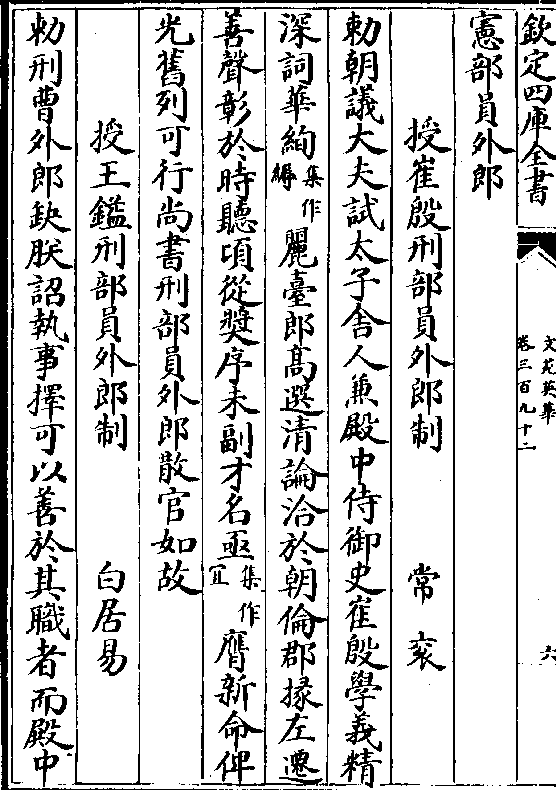 欽定四庫全書
文苑英華
卷三百九十二
六
憲部員外郎
授崔殷刑部員外郎制 常衮
勅朝議大夫試太子舍人兼殿中侍御史崔殷學義精
深詞華絢集作縟麗臺郎髙選清論洽於朝倫郡掾左遷
善聲彰於時聽頃從奬序未副才名亟集作宜膺新命俾
光舊列可行尚書刑部員外郎散官如故
授王鑑刑部員外郎制 白居易
勅刑曹外郎缺朕詔執事擇可以善於其職者而殿中